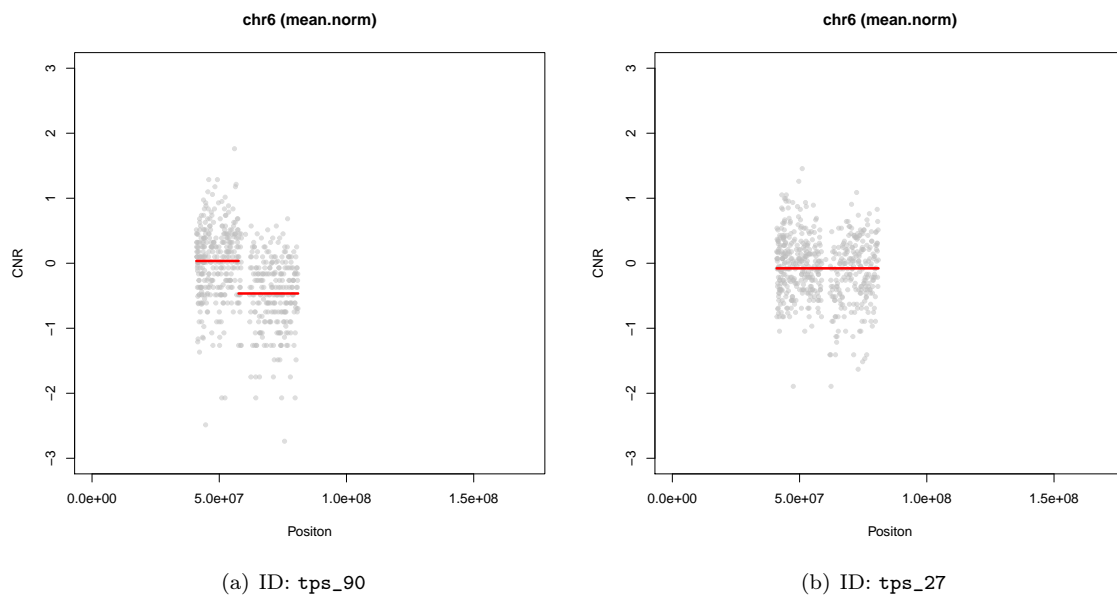 chr6 (mean.norm)
CNR
3
2
1
0
−1
−2
−3
0.0e+00 5.0e+07 1.0e+08 1.5e+08
Positon
(a) ID: tps_90
chr6 (mean.norm)
CNR
3
2
1
0
−1
−2
−3
0.0e+00 5.0e+07 1.0e+08 1.5e+08
Positon
(b) ID: tps_27